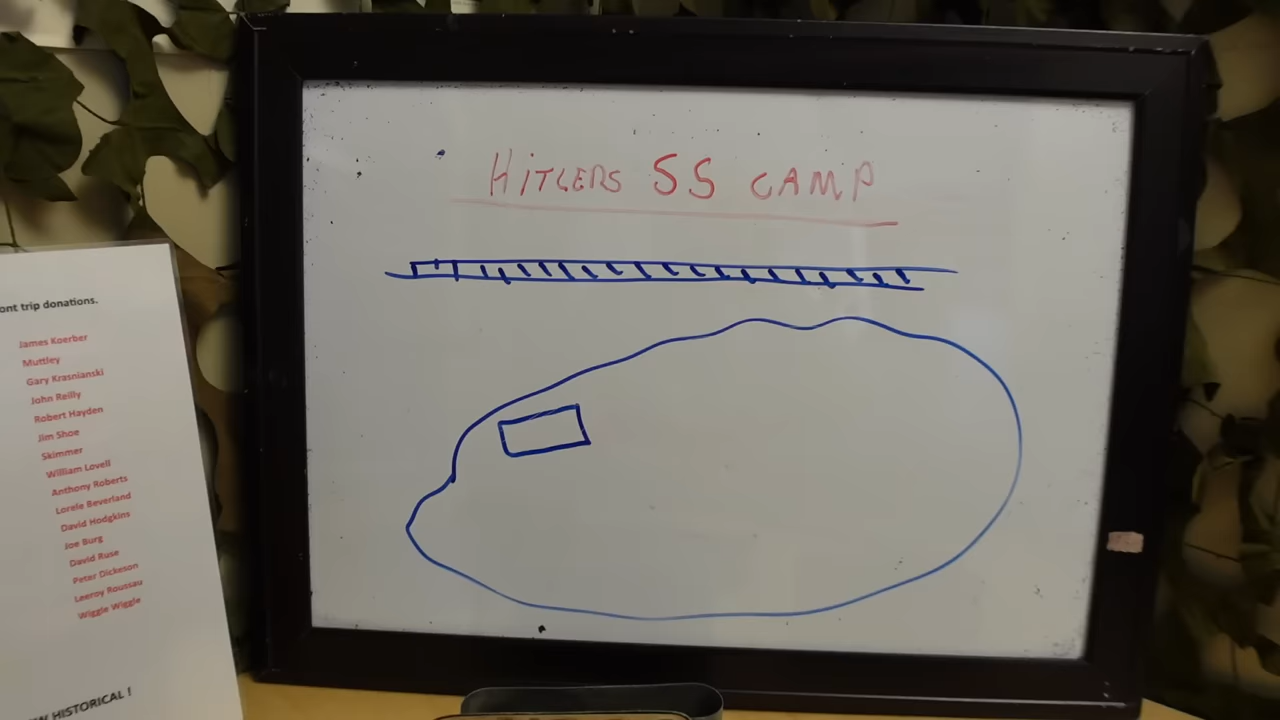 HiTLERS SS CAMP
ont trip donations.
James Koerber
Muttley
Gary Krasnianski
John Reilly
Robert Hayden
Jim Shoe
Skimmer
William Lovell
Anthony Roberts
Lorele Beverland
David Hodgkins
Joe Burg
David Ruse
Peter Dickeson
Leeroy Roussau
Wiggle Wiggle
W HISTORICAL !